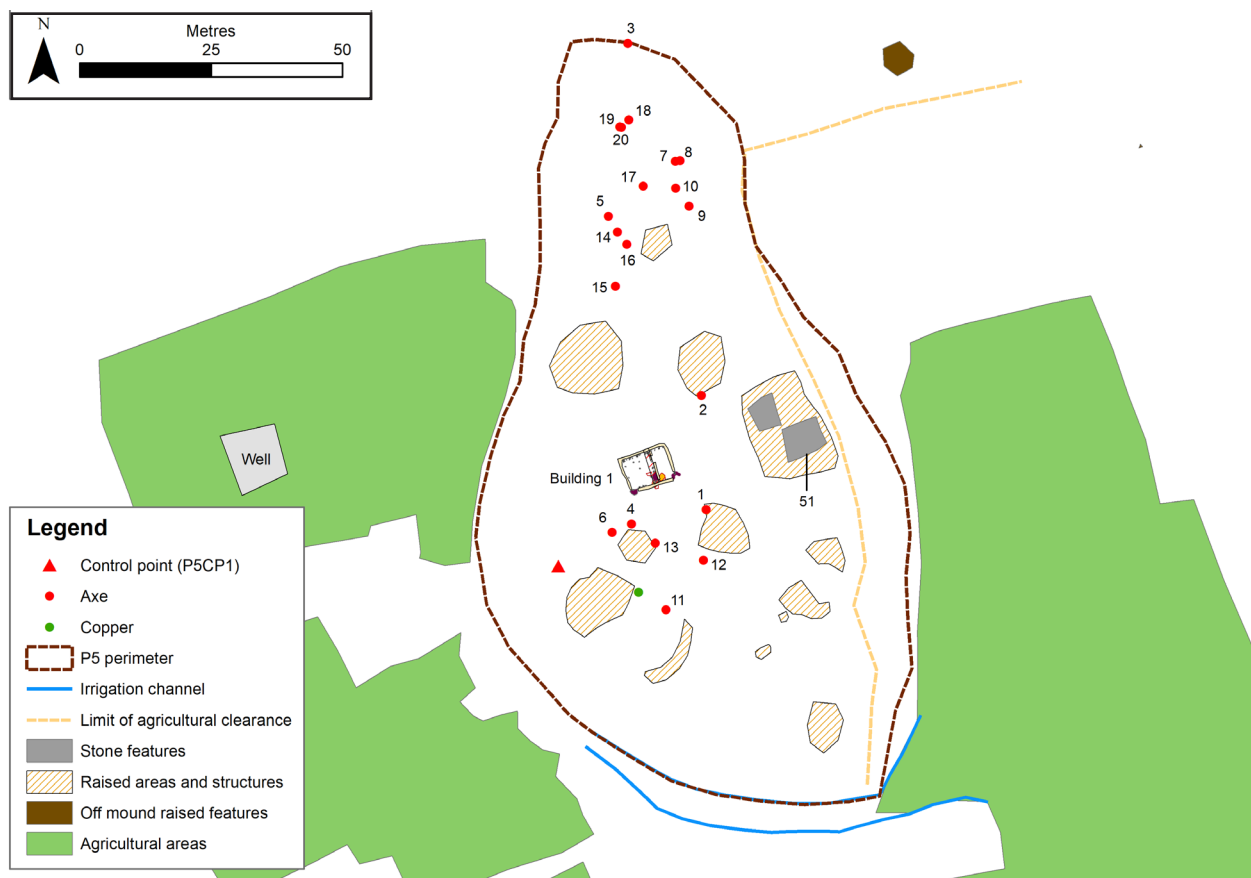 N
Metres
0 25 50
3
18
19
20
7 8
17
10
5
9
14
16
15
2
Well
Building 1
51
1
4
6
13
12
11
Legend
Control point (P5CP1)
Axe
Copper
P5 perimeter
Irrigation channel
Limit of agricultural clearance
Stone features
Raised areas and structures
Off mound raised features
Agricultural areas